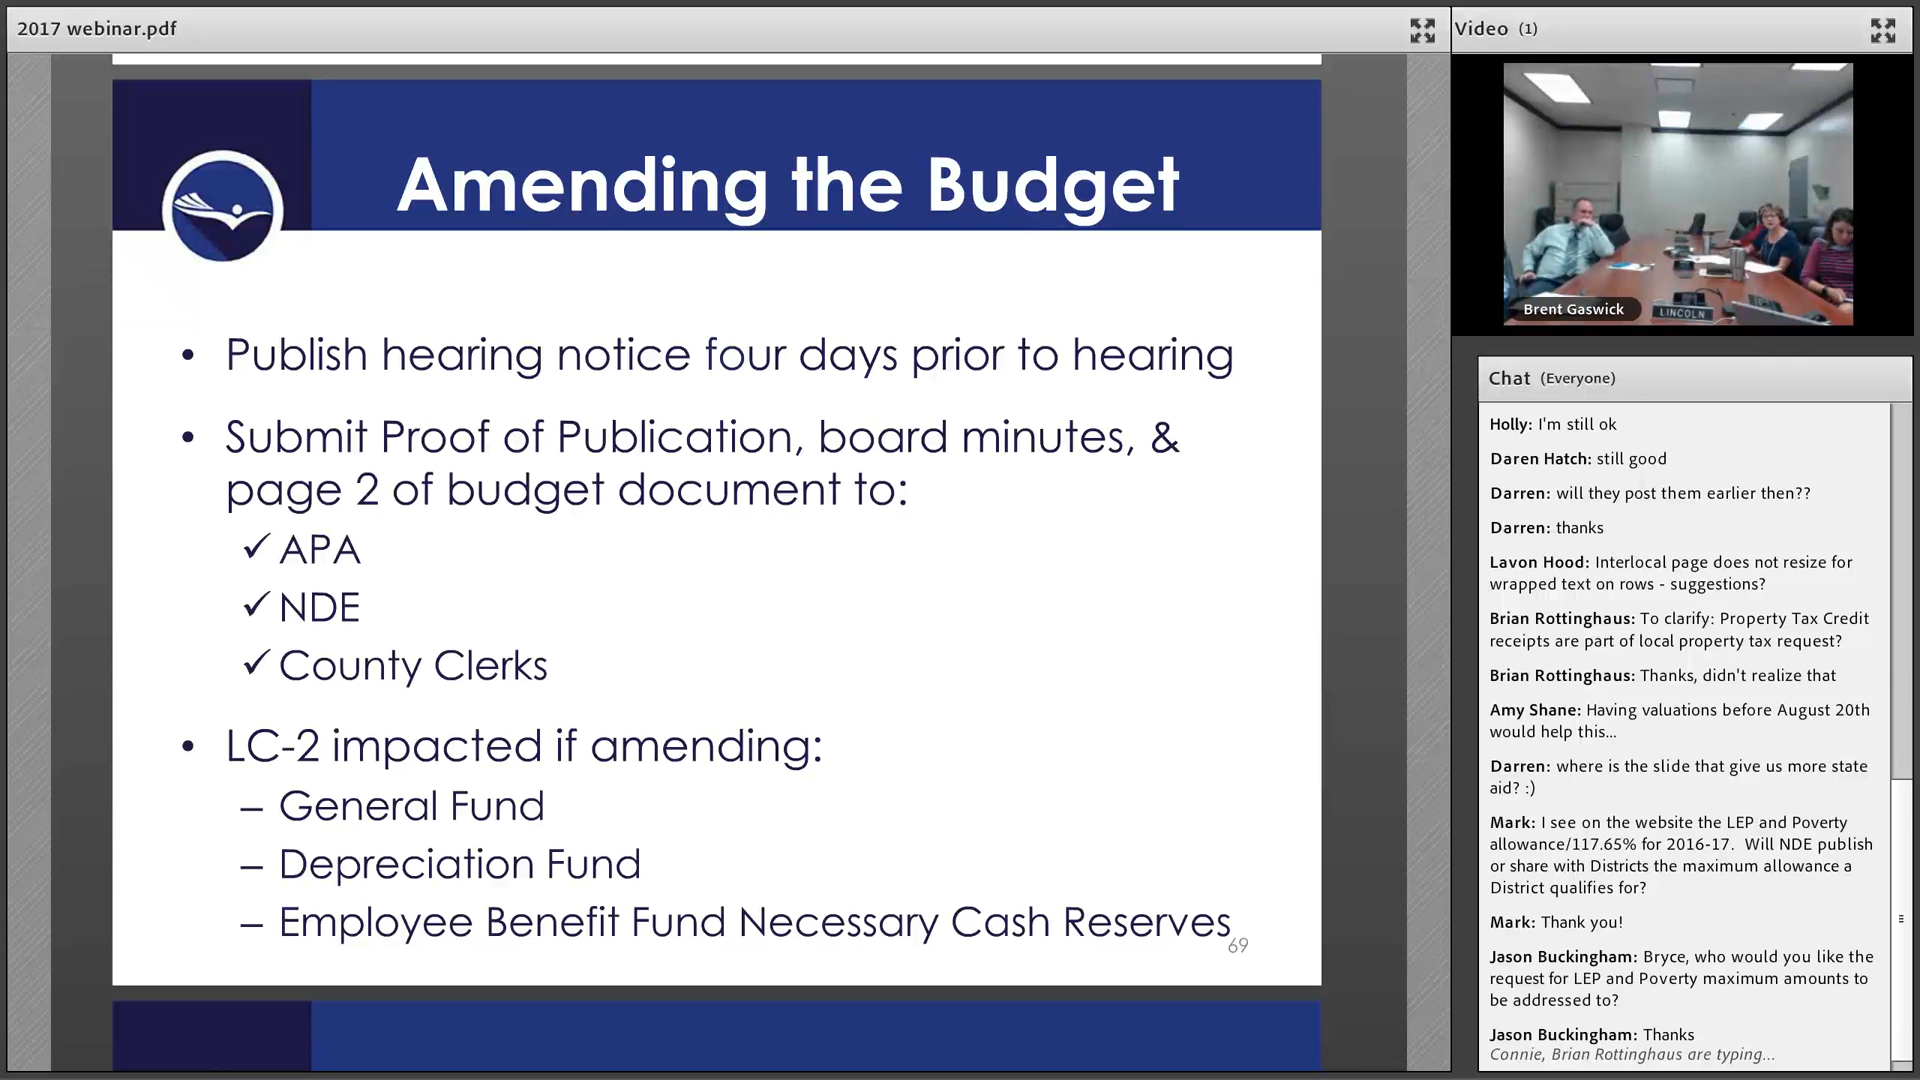 2017 webinar.pdf
Amending the Budget
• Publish hearing notice four days prior to hearing
• Submit Proof of Publication, board minutes, &
page 2 of budget document to:
✓ APA
✓ NDE
✓ County Clerks
• LC-2 impacted if amending:
– General Fund
– Depreciation Fund
– Employee Benefit Fund Necessary Cash Reserves
69
Video (1)
Brent Gaswick
LINCOLN
Chat (Everyone)
Holly: I'm still ok
Daren Hatch: still good
Darren: will they post them earlier then??
Darren: thanks
Lavon Hood: Interlocal page does not resize for
wrapped text on rows - suggestions?
Brian Rottinghaus: To clarify: Property Tax Credit
receipts are part of local property tax request?
Brian Rottinghaus: Thanks, didn't realize that
Amy Shane: Having valuations before August 20th
would help this...
Darren: where is the slide that give us more state
aid? :)
Mark: I see on the website the LEP and Poverty
allowance/117.65% for 2016-17. Will NDE publish
or share with Districts the maximum allowance a
District qualifies for?
Mark: Thank you!
Jason Buckingham: Bryce, who would you like the
request for LEP and Poverty maximum amounts to
be addressed to?
Jason Buckingham: Thanks
Connie, Brian Rottinghaus are typing...